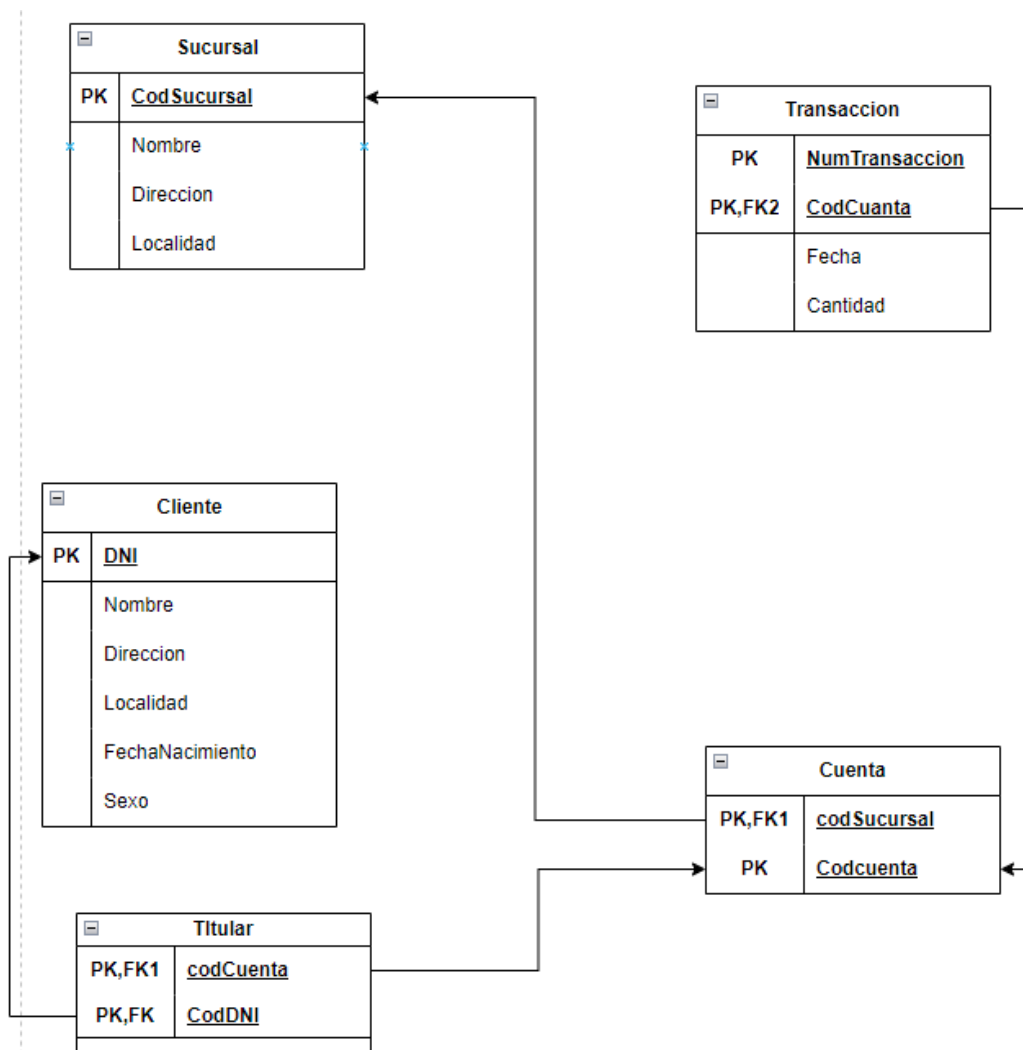 Sucursal
PK CodSucursal
Nombre
Direccion
Localidad
Transaccion
PK NumTransaccion
PK,FK2 CodCuanta
Fecha
Cantidad
Cliente
PK DNI
Nombre
Direccion
Localidad
FechaNacimiento
Sexo
Cuenta
PK,FK1 codSucursal
PK Codcuenta
TItular
PK,FK1 codCuenta
PK,FK CodDNI